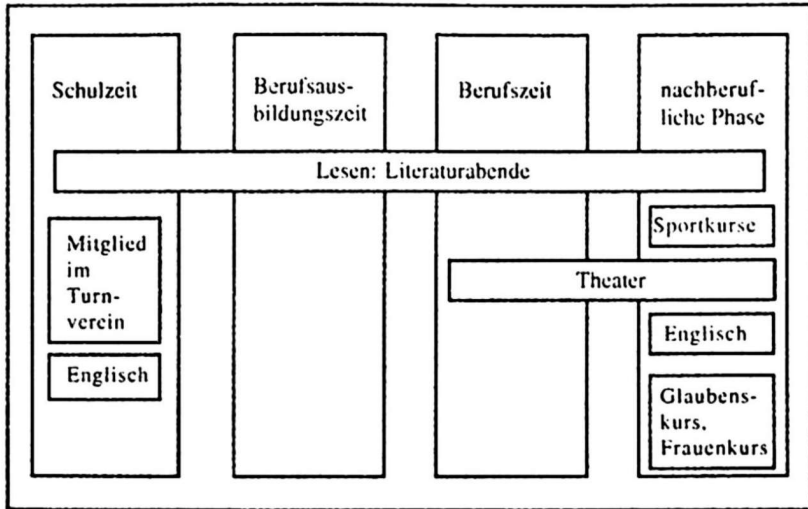 Schulzeit
Berufsaus-
bildungszeit
Berufszeit
nachberuf-
liche Phase
Lesen: Literaturabende
Mitglied
im
Turn-
verein
Englisch
Sportkurse
Theater
Englisch
Glaubens-
kurs,
Frauenkurs